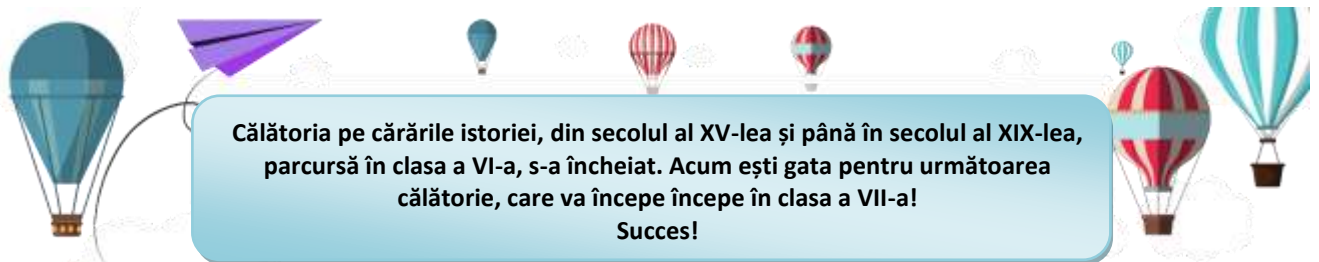 Călătoria pe cărările istoriei, din secolul al XV-lea și până în secolul al XIX-lea,
parcursă în clasa a VI-a, s-a încheiat. Acum ești gata pentru următoarea
călătorie, care va începe începe în clasa a VII-a!
Succes!